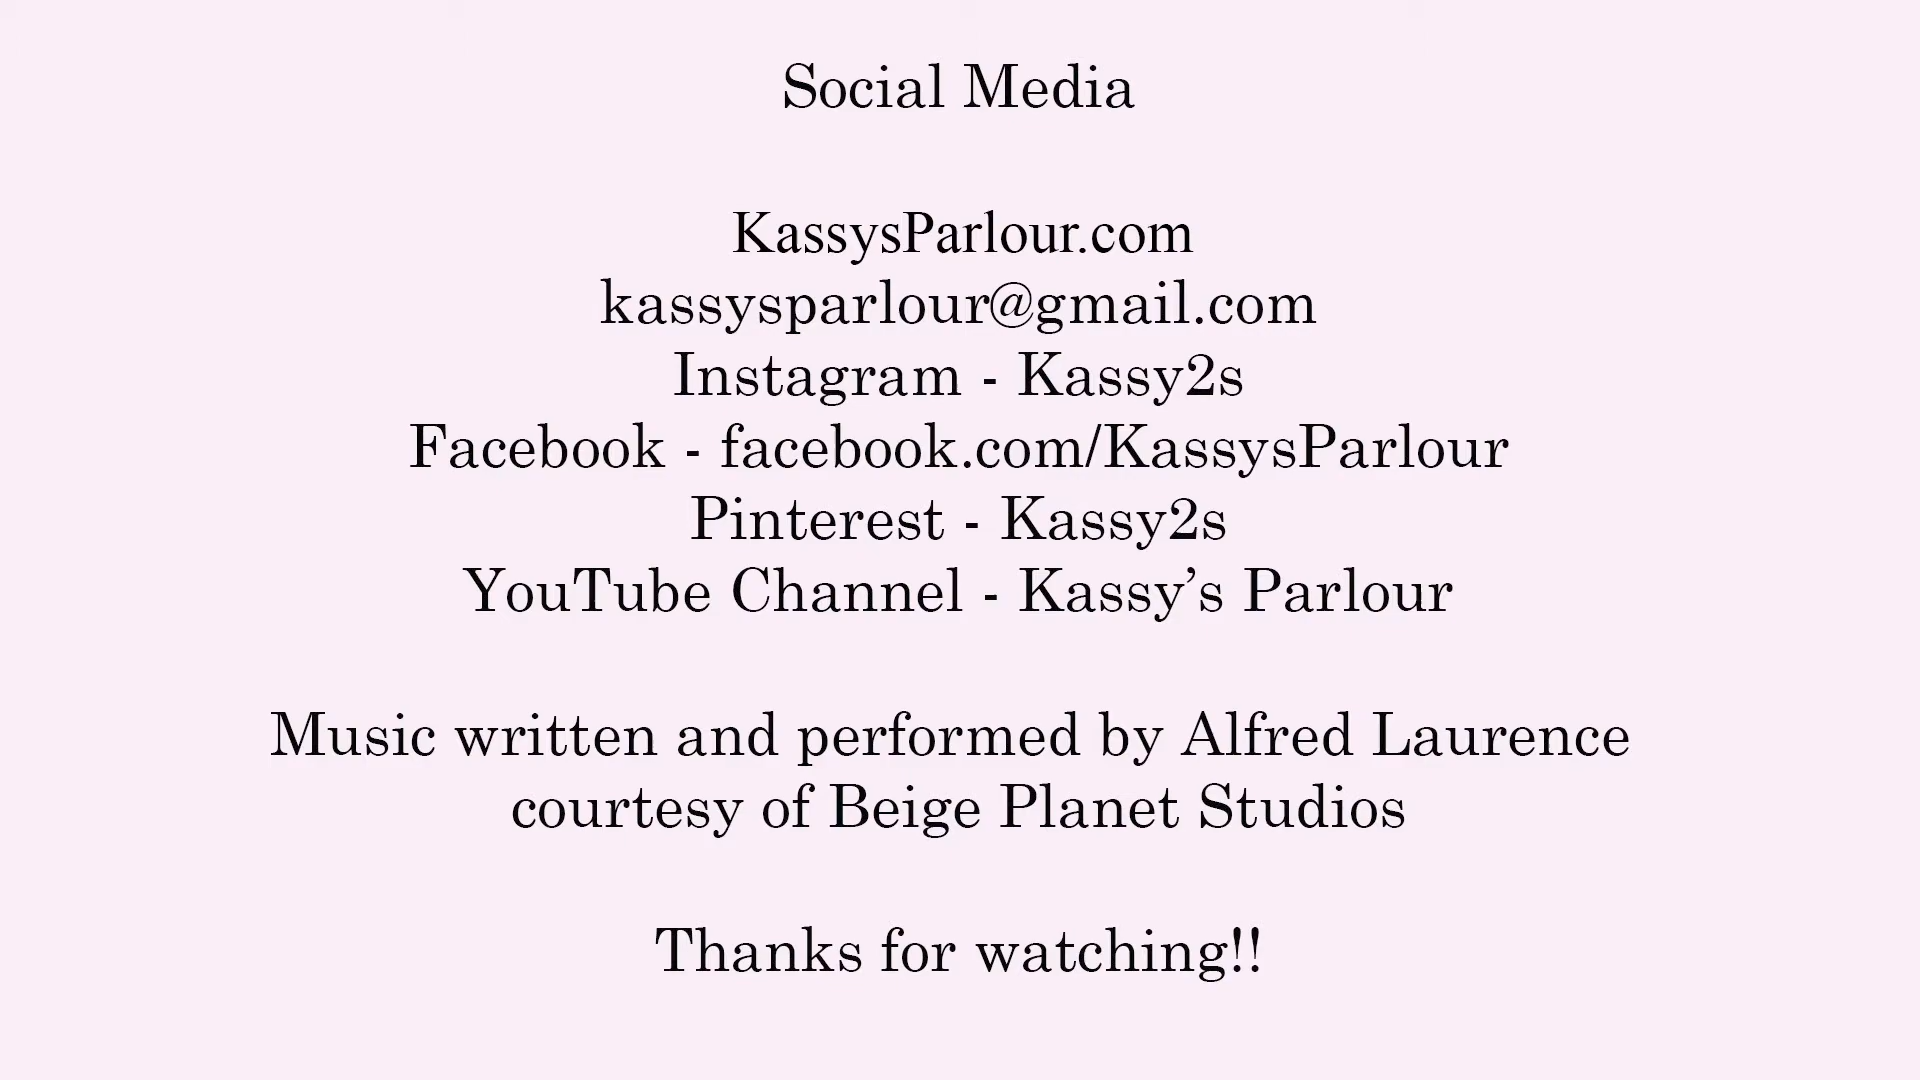 Social Media
KassysParlour.com
kassysparlour@gmail.com
Instagram - Kassy2s
Facebook - facebook.com/KassysParlour
Pinterest - Kassy2s
YouTube Channel - Kassy’s Parlour
Music written and performed by Alfred Laurence
courtesy of Beige Planet Studios
Thanks for watching!!